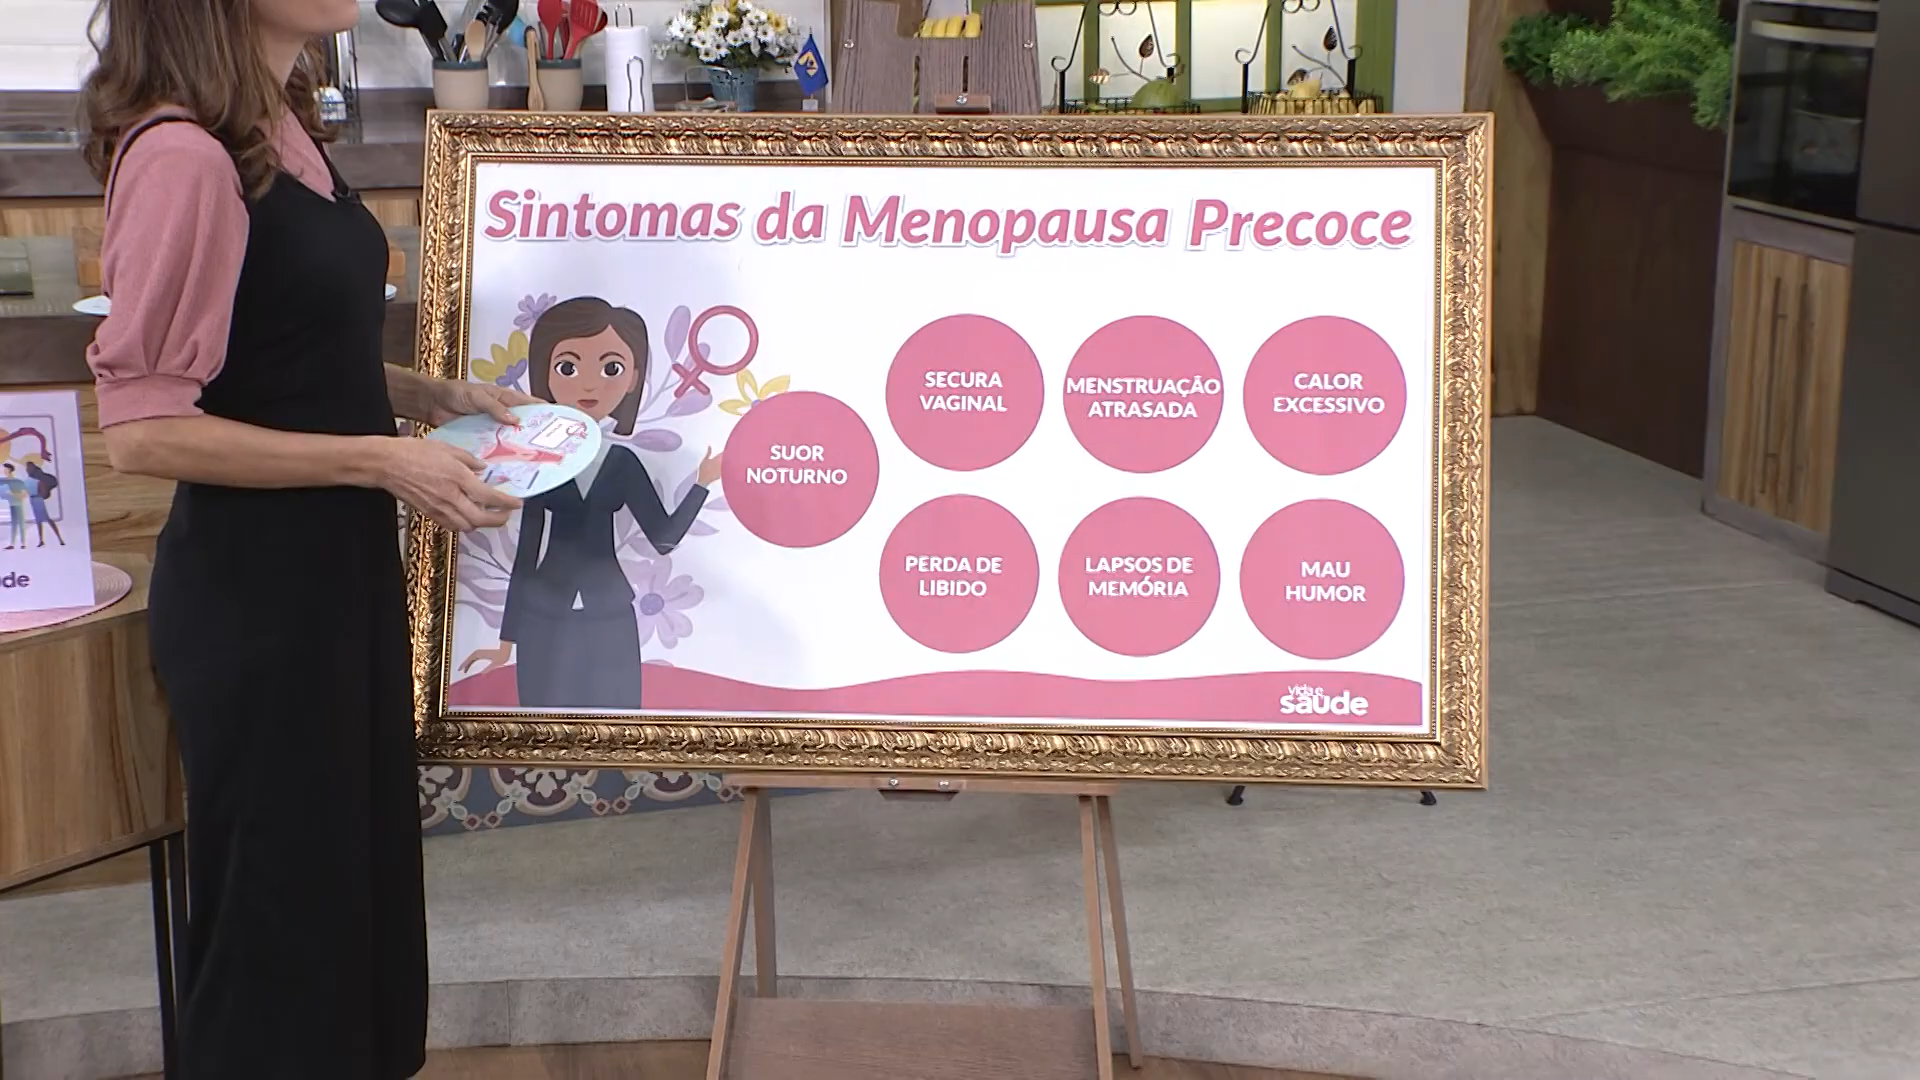 Sintomas da Menopausa Precoce
SUOR
NOTURNO
SECURA
VAGINAL
MENSTRUAÇÃO
ATRASADA
CALOR
EXCESSIVO
PERDA DE
LIBIDO
LAPSOS DE
MEMÓRIA
MAU
HUMOR
vida e
saúde
úde